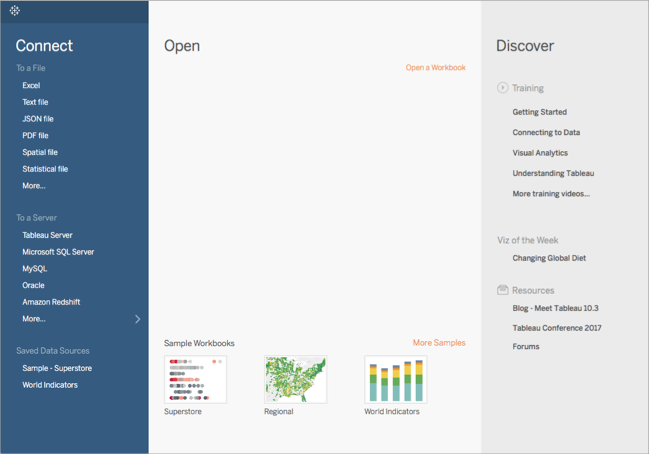 Connect
To a File
Excel
Text file
JSON file
PDF file
Spatial file
Statistical file
More...
To a Server
Tableau Server
Microsoft SQL Server
MySQL
Oracle
Amazon Redshift
More...
Saved Data Sources
Sample - Superstore
World Indicators
Open
Open a Workbook
Sample Workbooks
More Samples
Superstore
Regional
World Indicators
Discover
Training
Getting Started
Connecting to Data
Visual Analytics
Understanding Tableau
More training videos...
Viz of the Week
Changing Global Diet
Resources
Blog - Meet Tableau 10.3
Tableau Conference 2017
Forums